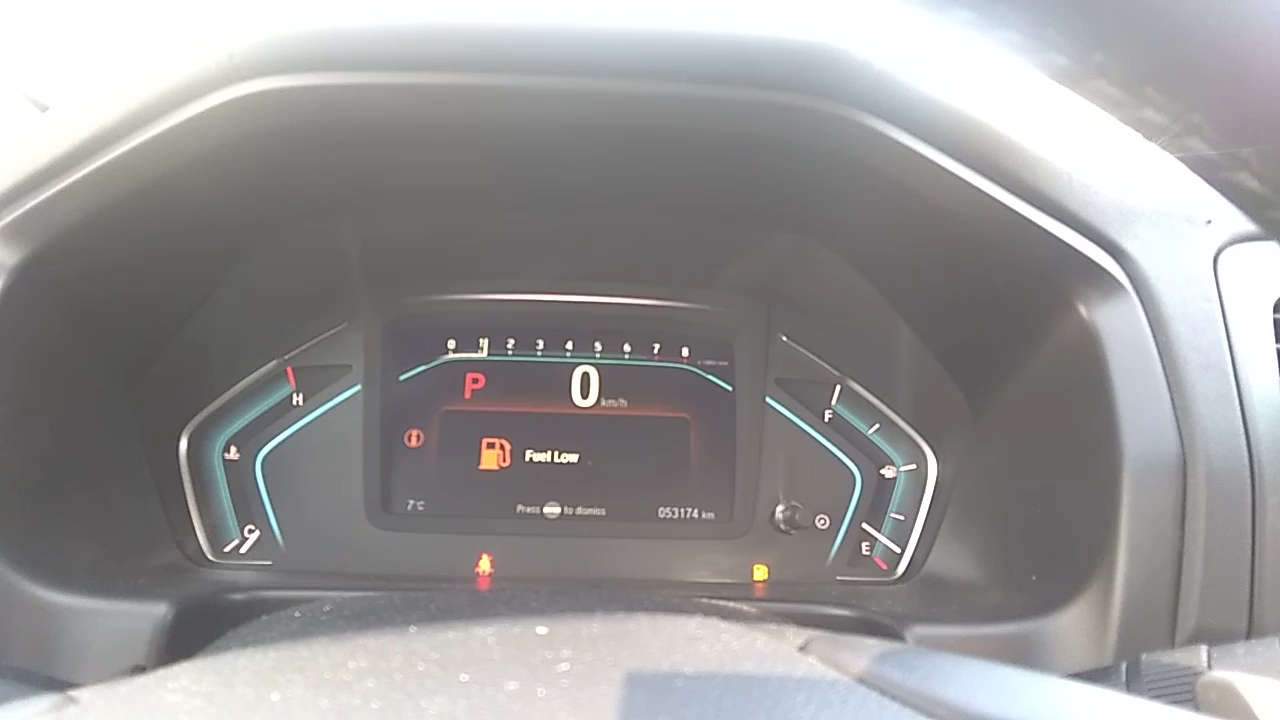 0 1 2 3 4 5 6 7 8
P 0 km/h
H
F
Fuel Low
7°C
Press to dismiss
053174 km
C
E